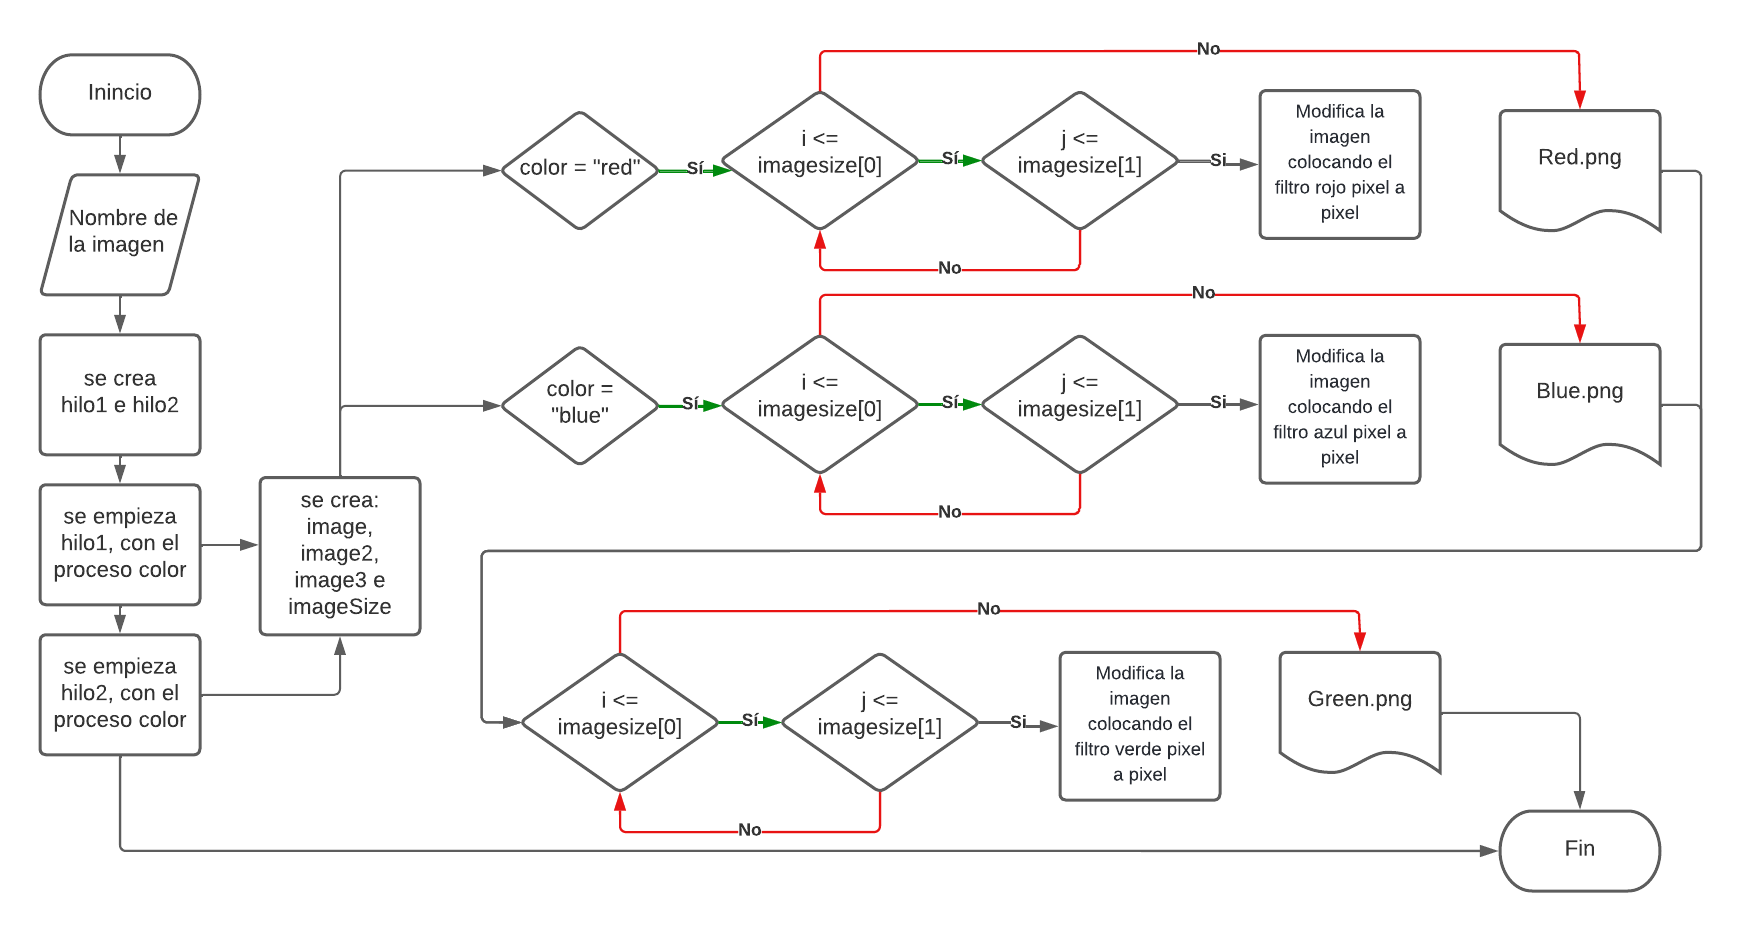 Inincio
Nombre de
la imagen
se crea
hilo1 e hilo2
se empieza
hilo1, con el
proceso color
se empieza
hilo2, con el
proceso color
se crea:
image,
image2,
image3 e
imageSize
No
color = "red"
Sí
i <=
imagesize[0]
Sí
j <=
imagesize[1]
Si
Modifica la
imagen
colocando el
filtro rojo pixel a
pixel
Red.png
No
No
color =
"blue"
Sí
i <=
imagesize[0]
Sí
j <=
imagesize[1]
Si
Modifica la
imagen
colocando el
filtro azul pixel a
pixel
Blue.png
No
No
i <=
imagesize[0]
Sí
j <=
imagesize[1]
Si
Modifica la
imagen
colocando el
filtro verde pixel
a pixel
Green.png
No
Fin